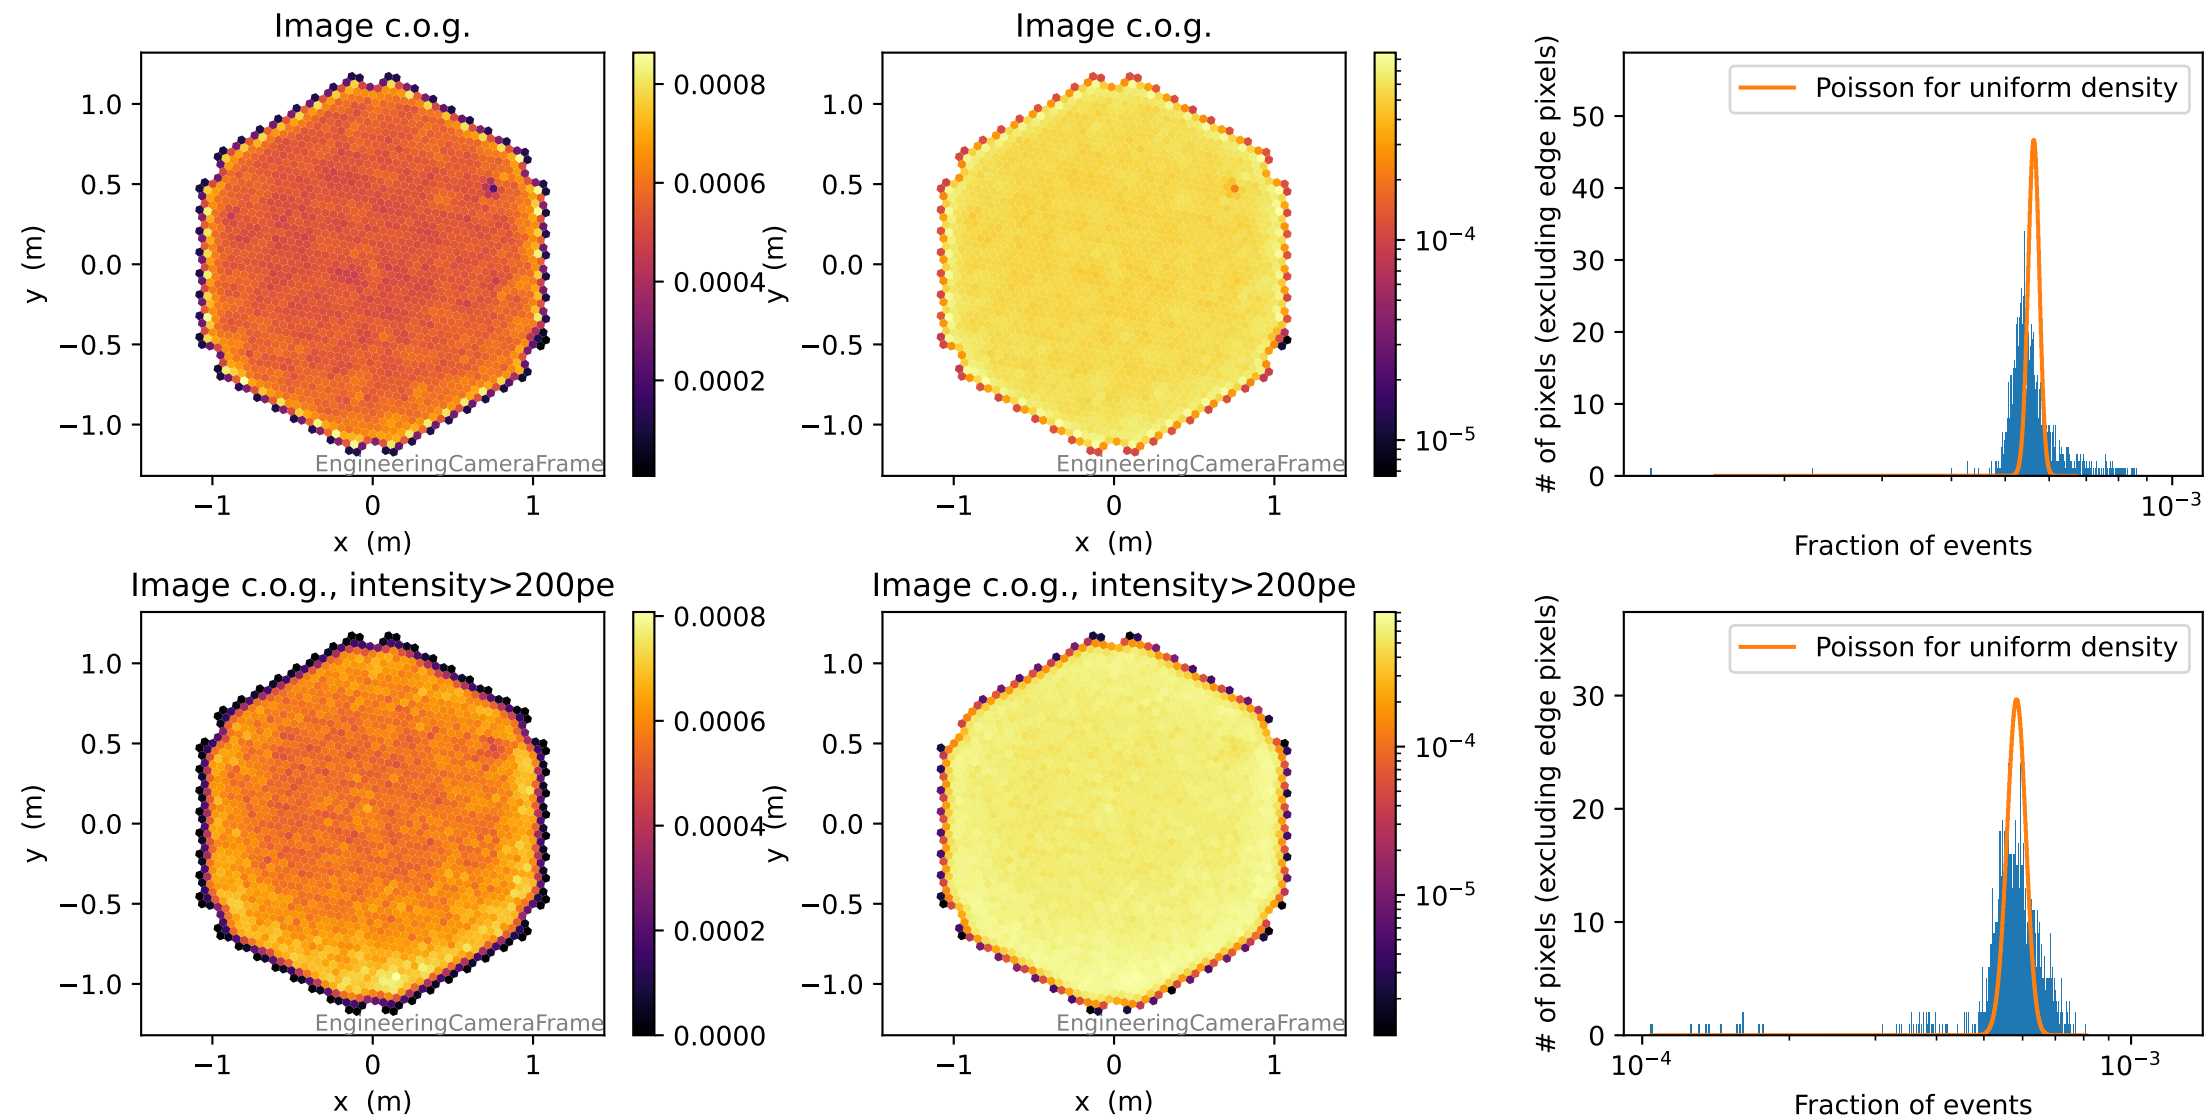 Image c.o.g.
1.0
0.5
0.0
−0.5
−1.0
y (m)
−1
0
1
x (m)
EngineeringCameraFrame
0.0008
0.0006
0.0004
0.0002
Image c.o.g.
1.0
0.5
0.0
−0.5
−1.0
y (m)
−1
0
1
x (m)
EngineeringCameraFrame
10⁻⁴
10⁻⁵
# of pixels (excluding edge pixels)
50
40
30
20
10
0
Poisson for uniform density
10⁻³
Fraction of events
Image c.o.g., intensity>200pe
1.0
0.5
0.0
−0.5
−1.0
y (m)
−1
0
1
x (m)
EngineeringCameraFrame
0.0008
0.0006
0.0004
0.0002
0.0000
Image c.o.g., intensity>200pe
1.0
0.5
0.0
−0.5
−1.0
y (m)
−1
0
1
x (m)
EngineeringCameraFrame
10⁻⁴
10⁻⁵
# of pixels (excluding edge pixels)
30
20
10
0
Poisson for uniform density
10⁻⁴
10⁻³
Fraction of events